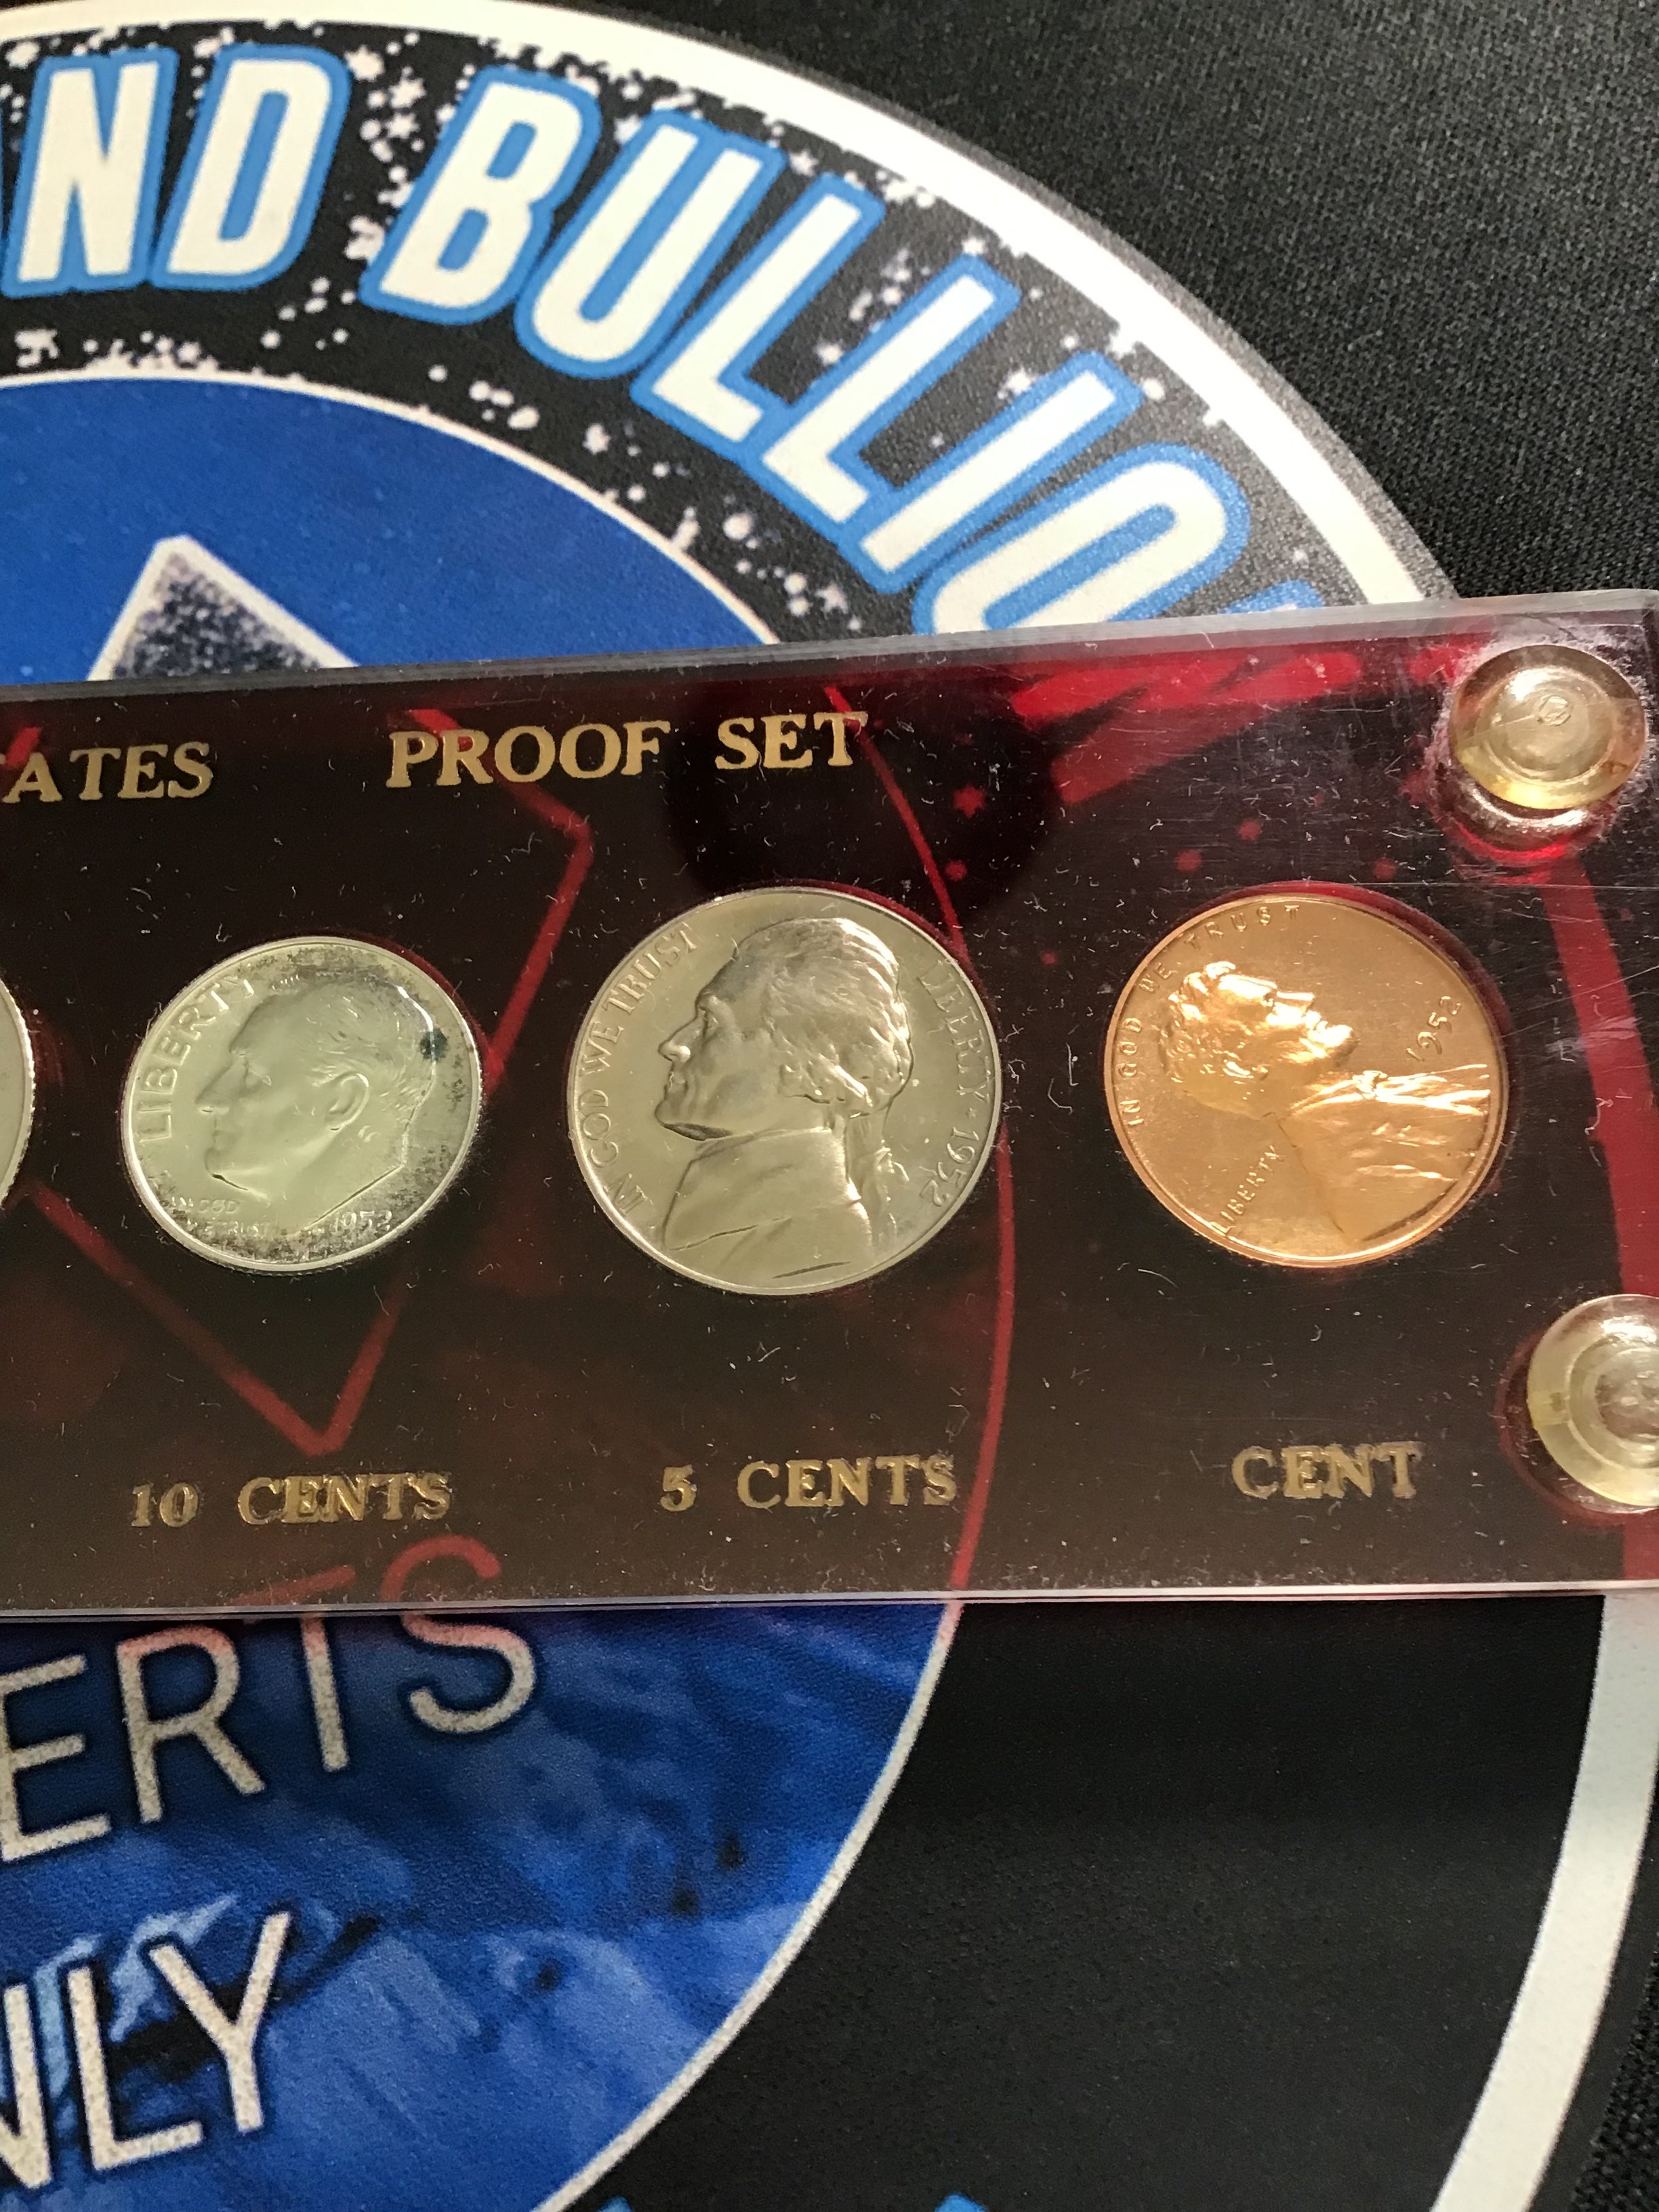 ND BULLIO
ATES PROOF SET
LIBERTY
IN GOD
WE TRUST 1952
IN GOD WE TRUST
LIBERTY · 1952
IN GOD WE TRUST
LIBERTY
1952
10 CENTS
5 CENTS
CENT
ERTS
NLY